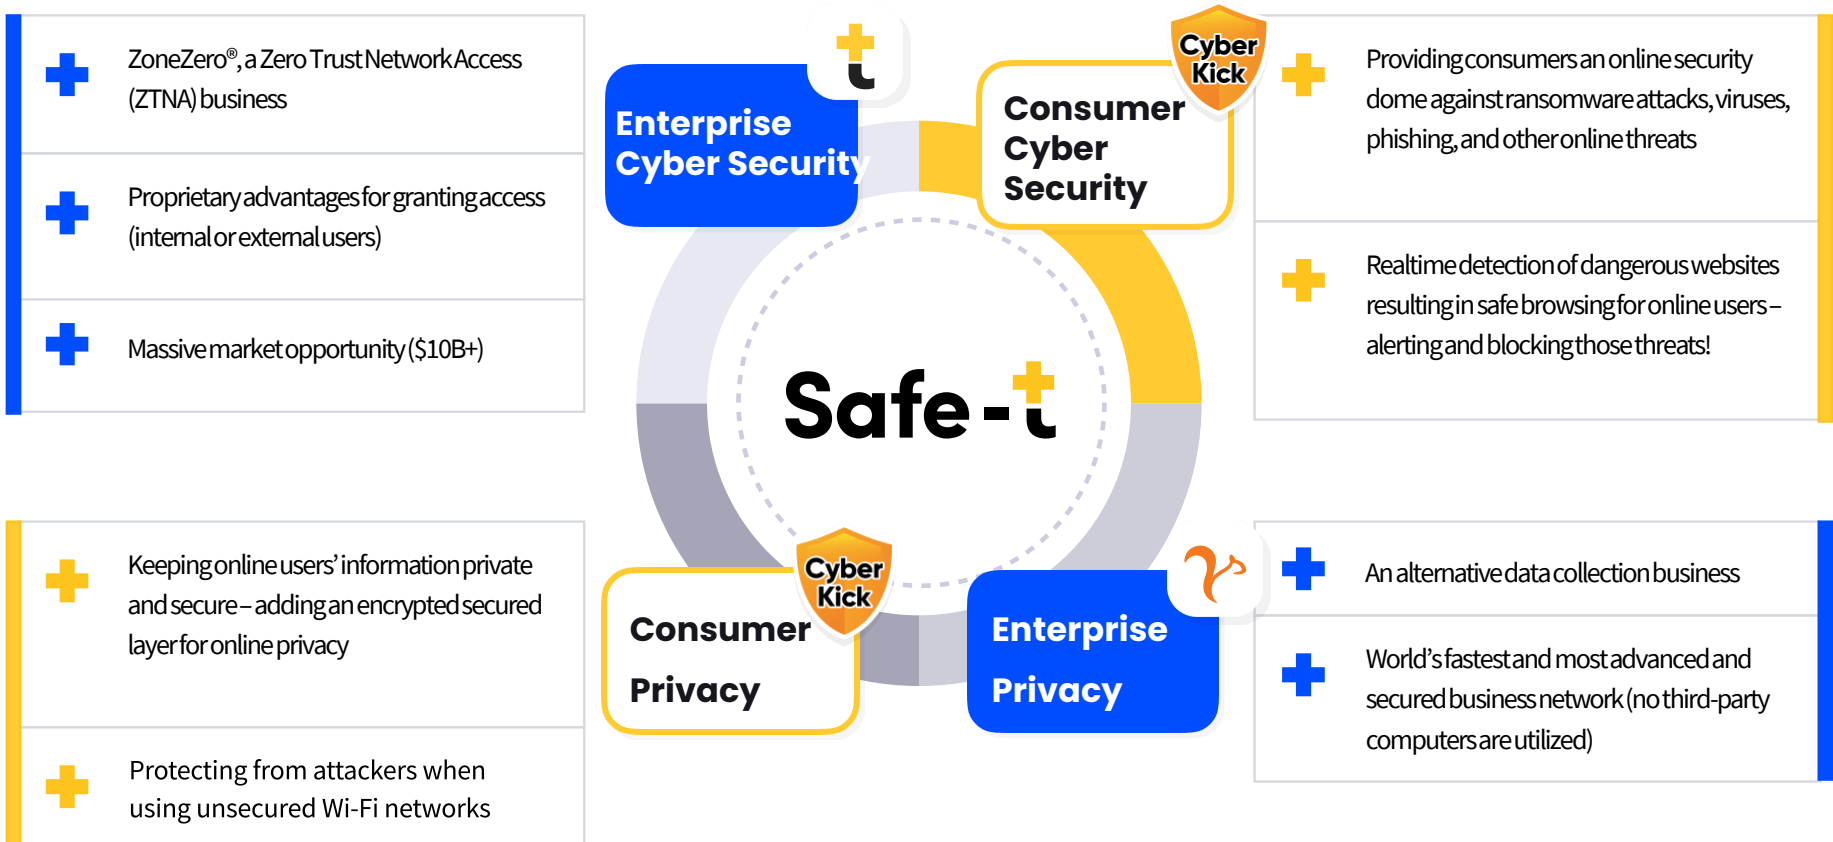 ZoneZero®, a Zero Trust Network Access
(ZTNA) business
Proprietary advantages for granting access
(internal or external users)
Massive market opportunity ($10B+)
t
Enterprise
Cyber Security
Cyber
Kick
Consumer
Cyber
Security
Providing consumers an online security
dome against ransomware attacks, viruses,
phishing, and other online threats
Realtime detection of dangerous websites
resulting in safe browsing for online users –
alerting and blocking those threats!
Safe-t
Keeping online users’ information private
and secure – adding an encrypted secured
layer for online privacy
Protecting from attackers when
using unsecured Wi-Fi networks
Cyber
Kick
Consumer
Privacy
Enterprise
Privacy
An alternative data collection business
World’s fastest and most advanced and
secured business network (no third-party
computers are utilized)